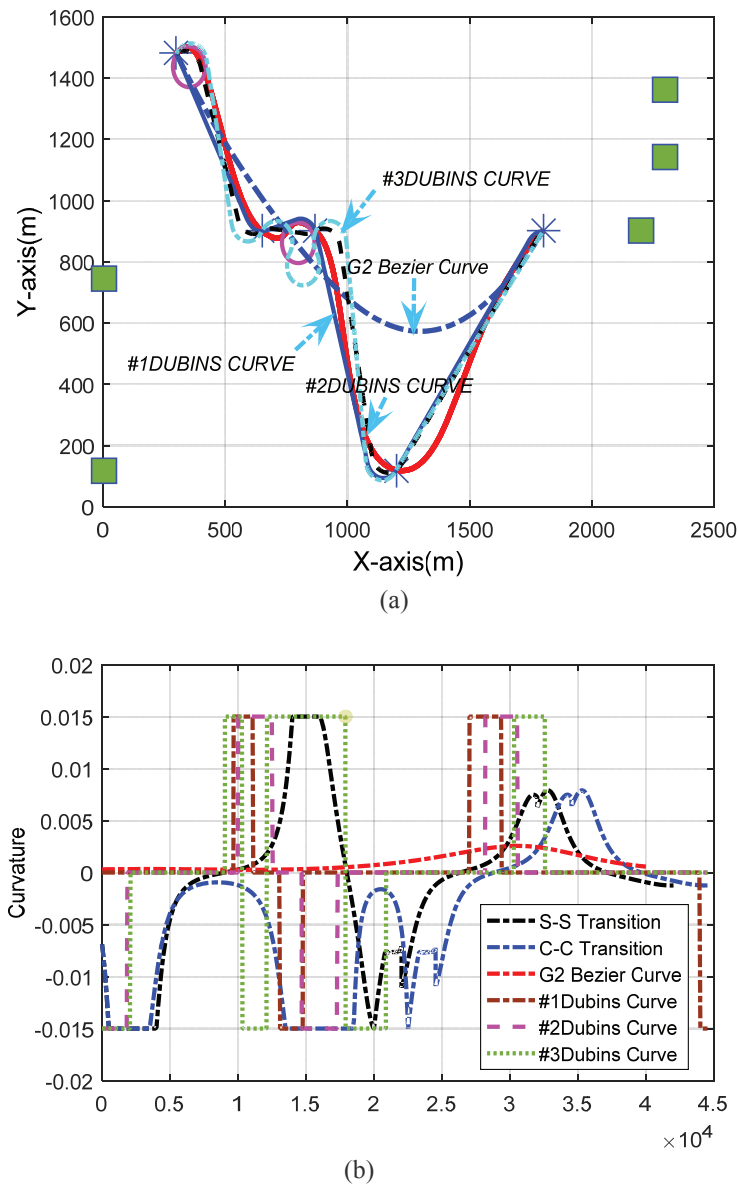 1600
1400
1200
1000
800
600
400
200
0
Y-axis(m)
#3DUBINS CURVE
G2 Bezier Curve
#1DUBINS CURVE
#2DUBINS CURVE
0 500 1000 1500 2000 2500
X-axis(m)
(a)
0.02
0.015
0.01
0.005
0
-0.005
-0.01
-0.015
-0.02
Curvature
S-S Transition
C-C Transition
G2 Bezier Curve
#1Dubins Curve
#2Dubins Curve
#3Dubins Curve
0 0.5 1 1.5 2 2.5 3 3.5 4 4.5
×10⁴
(b)